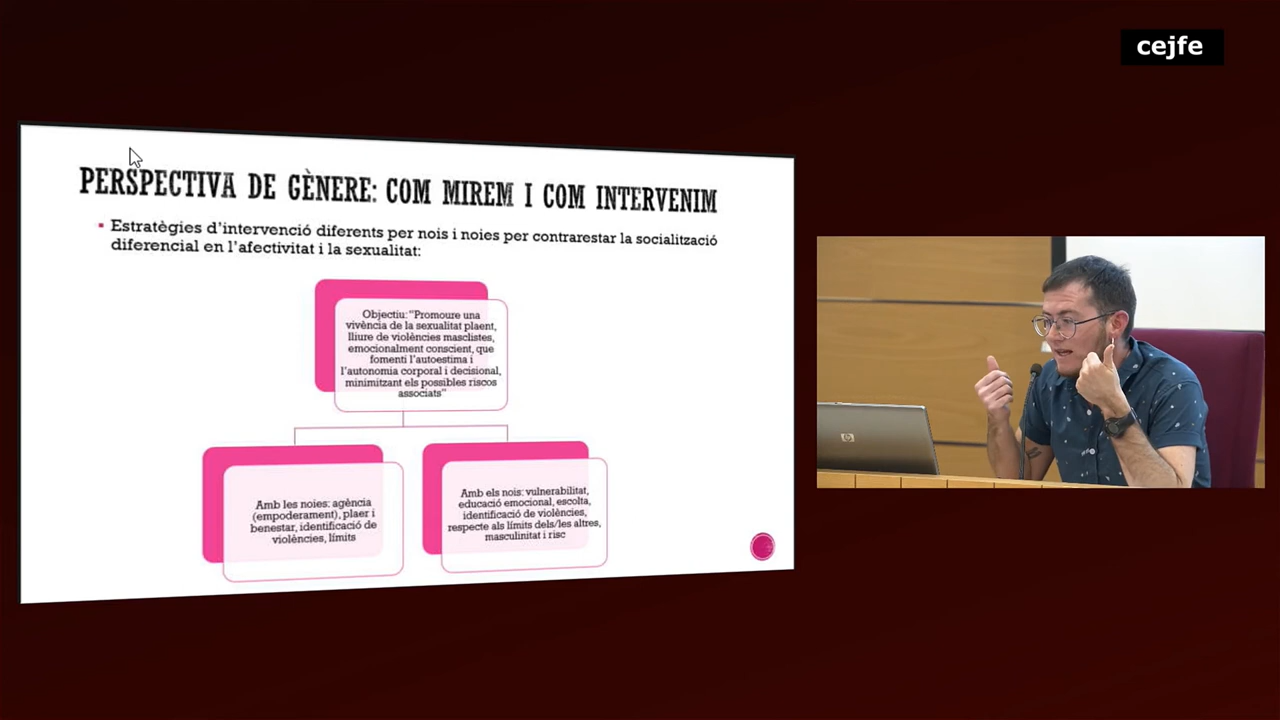 cejfe
PERSPECTIVA DE GÈNERE: COM MIREM I COM INTERVENIM
Estratègies d'intervenció diferents per nois i noies per contrarestar la socialització
diferencial en l'afectivitat i la sexualitat:
Objectiu: "Promoure una
vivència de la sexualitat plaent,
lliure de violències masclistes,
emocionalment conscient, que
fomenti l'autoestima i
l'autonomia corporal i decisional,
minimitzant els possibles riscos
associats"
Amb les noies: agència
(empoderament), plaer i
benestar, identificació de
violències, límits
Amb els nois: vulnerabilitat,
educació emocional, escolta,
identificació de violències,
respecte als límits dels/les altres,
masculinitat i risc
hp